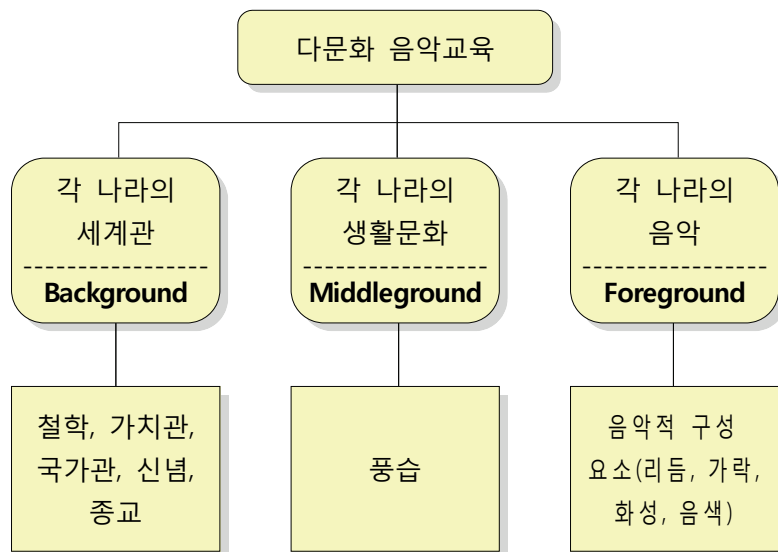 다문화 음악교육
각 나라의
세계관
Background
각 나라의
생활문화
Middleground
각 나라의
음악
Foreground
철학, 가치관,
국가관, 신념,
종교
풍습
음악적 구성
요소(리듬, 가락,
화성, 음색)